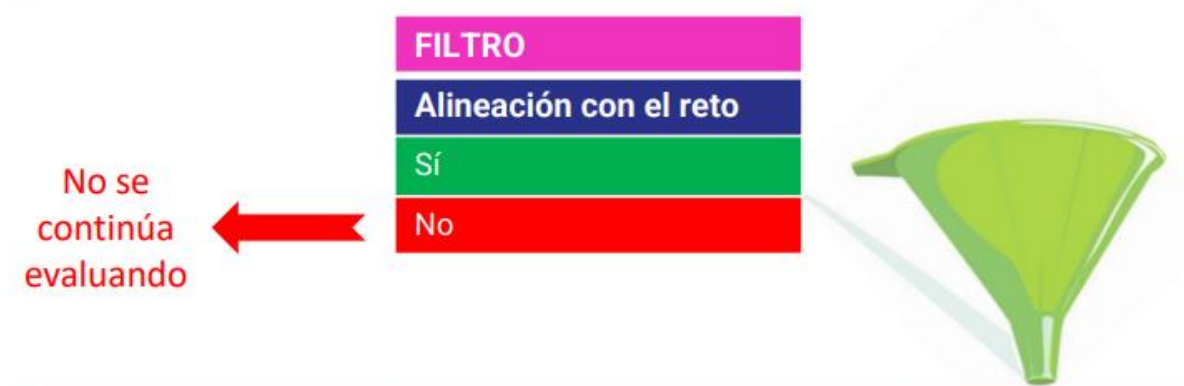 FILTRO
Alineación con el reto
Sí
No
No se
continúa
evaluando